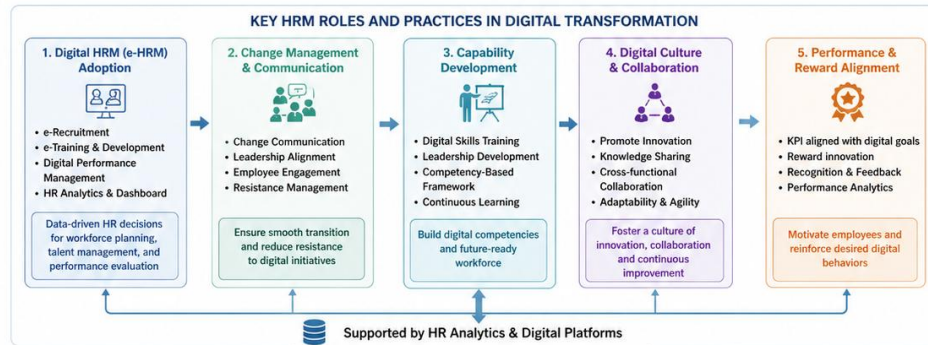 KEY HRM ROLES AND PRACTICES IN DIGITAL TRANSFORMATION
1. Digital HRM (e-HRM)
Adoption
• e-Recruitment
• e-Training & Development
• Digital Performance
Management
• HR Analytics & Dashboard
Data-driven HR decisions
for workforce planning,
talent management, and
performance evaluation
2. Change Management
& Communication
• Change Communication
• Leadership Alignment
• Employee Engagement
• Resistance Management
Ensure smooth transition
and reduce resistance
to digital initiatives
3. Capability
Development
• Digital Skills Training
• Leadership Development
• Competency-Based
Framework
• Continuous Learning
Build digital competencies
and future-ready
workforce
4. Digital Culture
& Collaboration
• Promote Innovation
• Knowledge Sharing
• Cross-functional
Collaboration
• Adaptability & Agility
Foster a culture of
innovation, collaboration
and continuous
improvement
5. Performance &
Reward Alignment
• KPI aligned with digital goals
• Reward innovation
• Recognition & Feedback
• Performance Analytics
Motivate employees and
reinforce desired digital
behaviors
Supported by HR Analytics & Digital Platforms